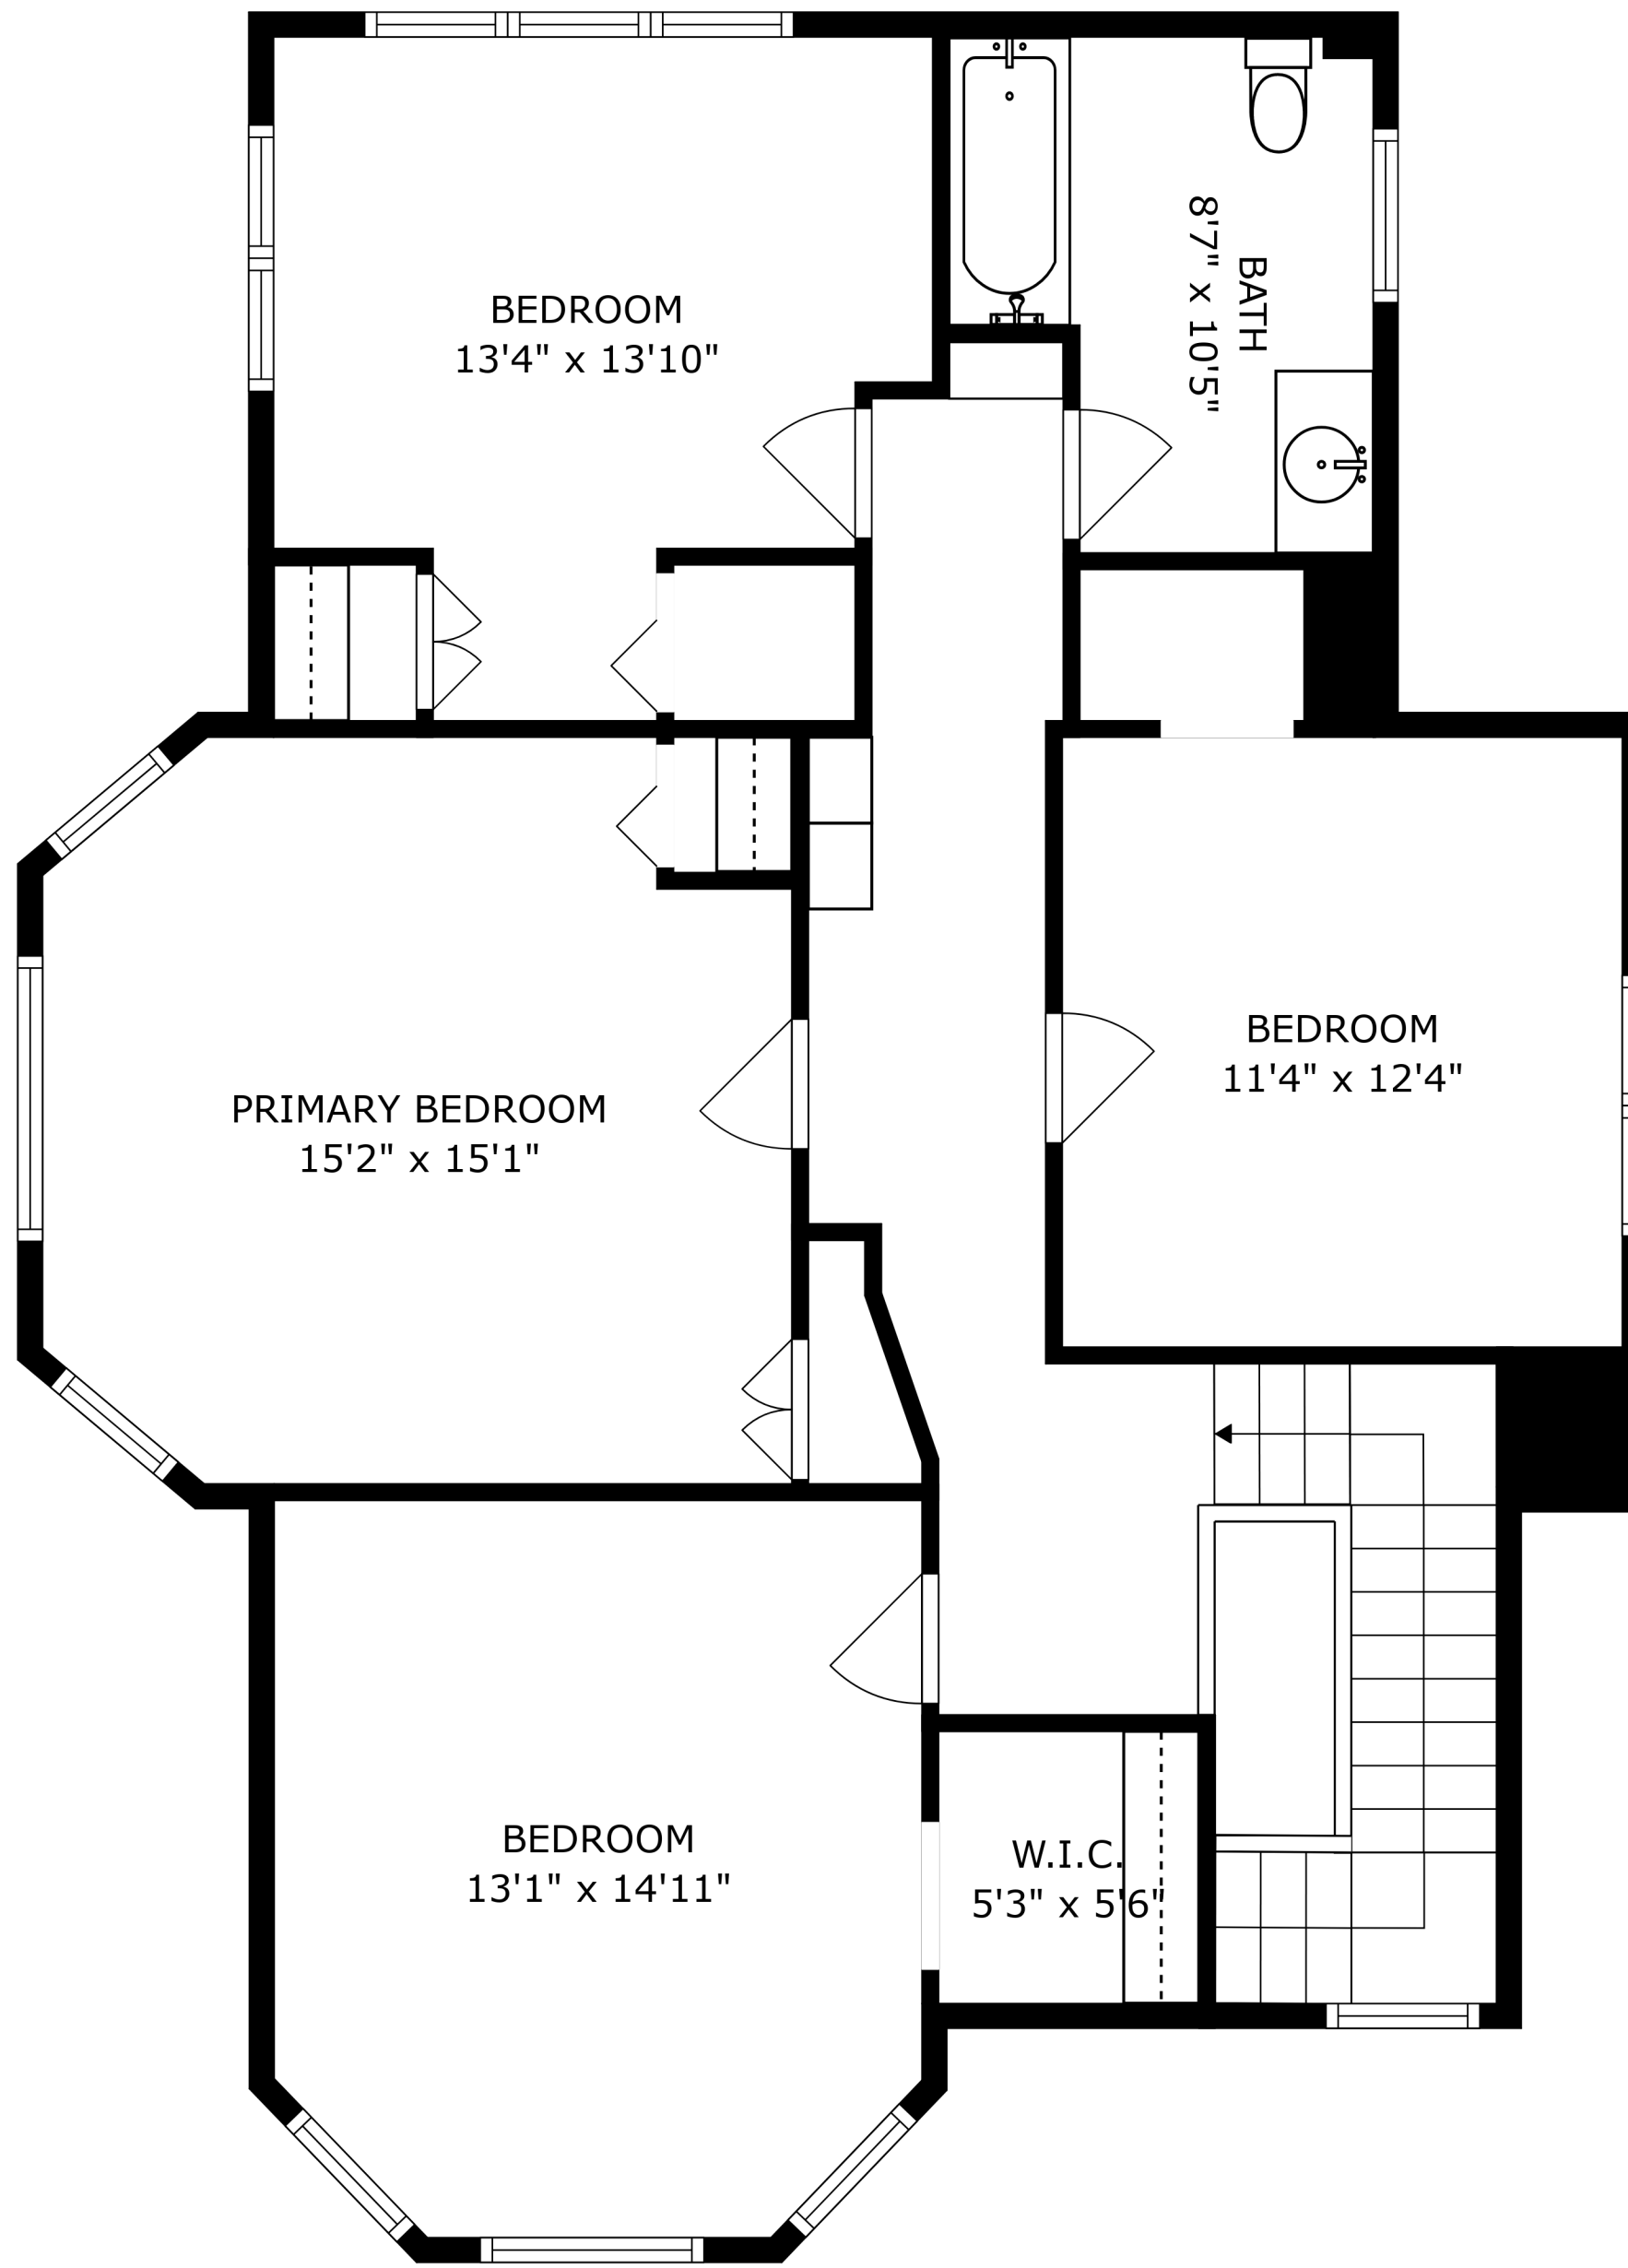 BEDROOM
13'4" x 13'10"
BATH
8'7" x 10'5"
BEDROOM
11'4" x 12'4"
PRIMARY BEDROOM
15'2" x 15'1"
BEDROOM
13'1" x 14'11"
W.I.C.
5'3" x 5'6"